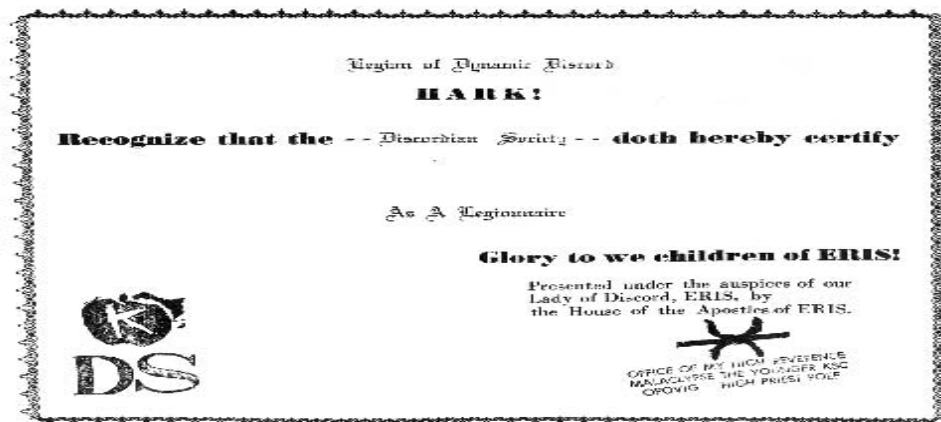 Legion of Dynamic Discord
HARK!
Recognize that the -- Discordian Society -- doth hereby certify
As A Legionnaire
Glory to we children of ERIS!
Presented under the auspices of our
Lady of Discord, ERIS, by
the House of the Apostles of ERIS.
K
DS
OFFICE OF MY HIGH REVERENCE
MALACLYPSE THE YOUNGER KSC
OPOVIG HIGH PRIEST POEE